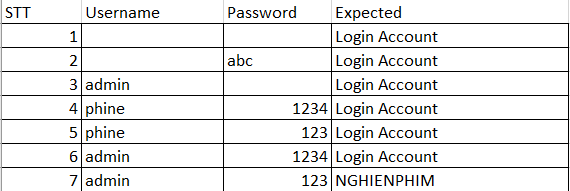 STT Username Password Expected
1 Login Account
2 abc Login Account
3 admin Login Account
4 phine 1234 Login Account
5 phine 123 Login Account
6 admin 1234 Login Account
7 admin 123 NGHIENPHIM